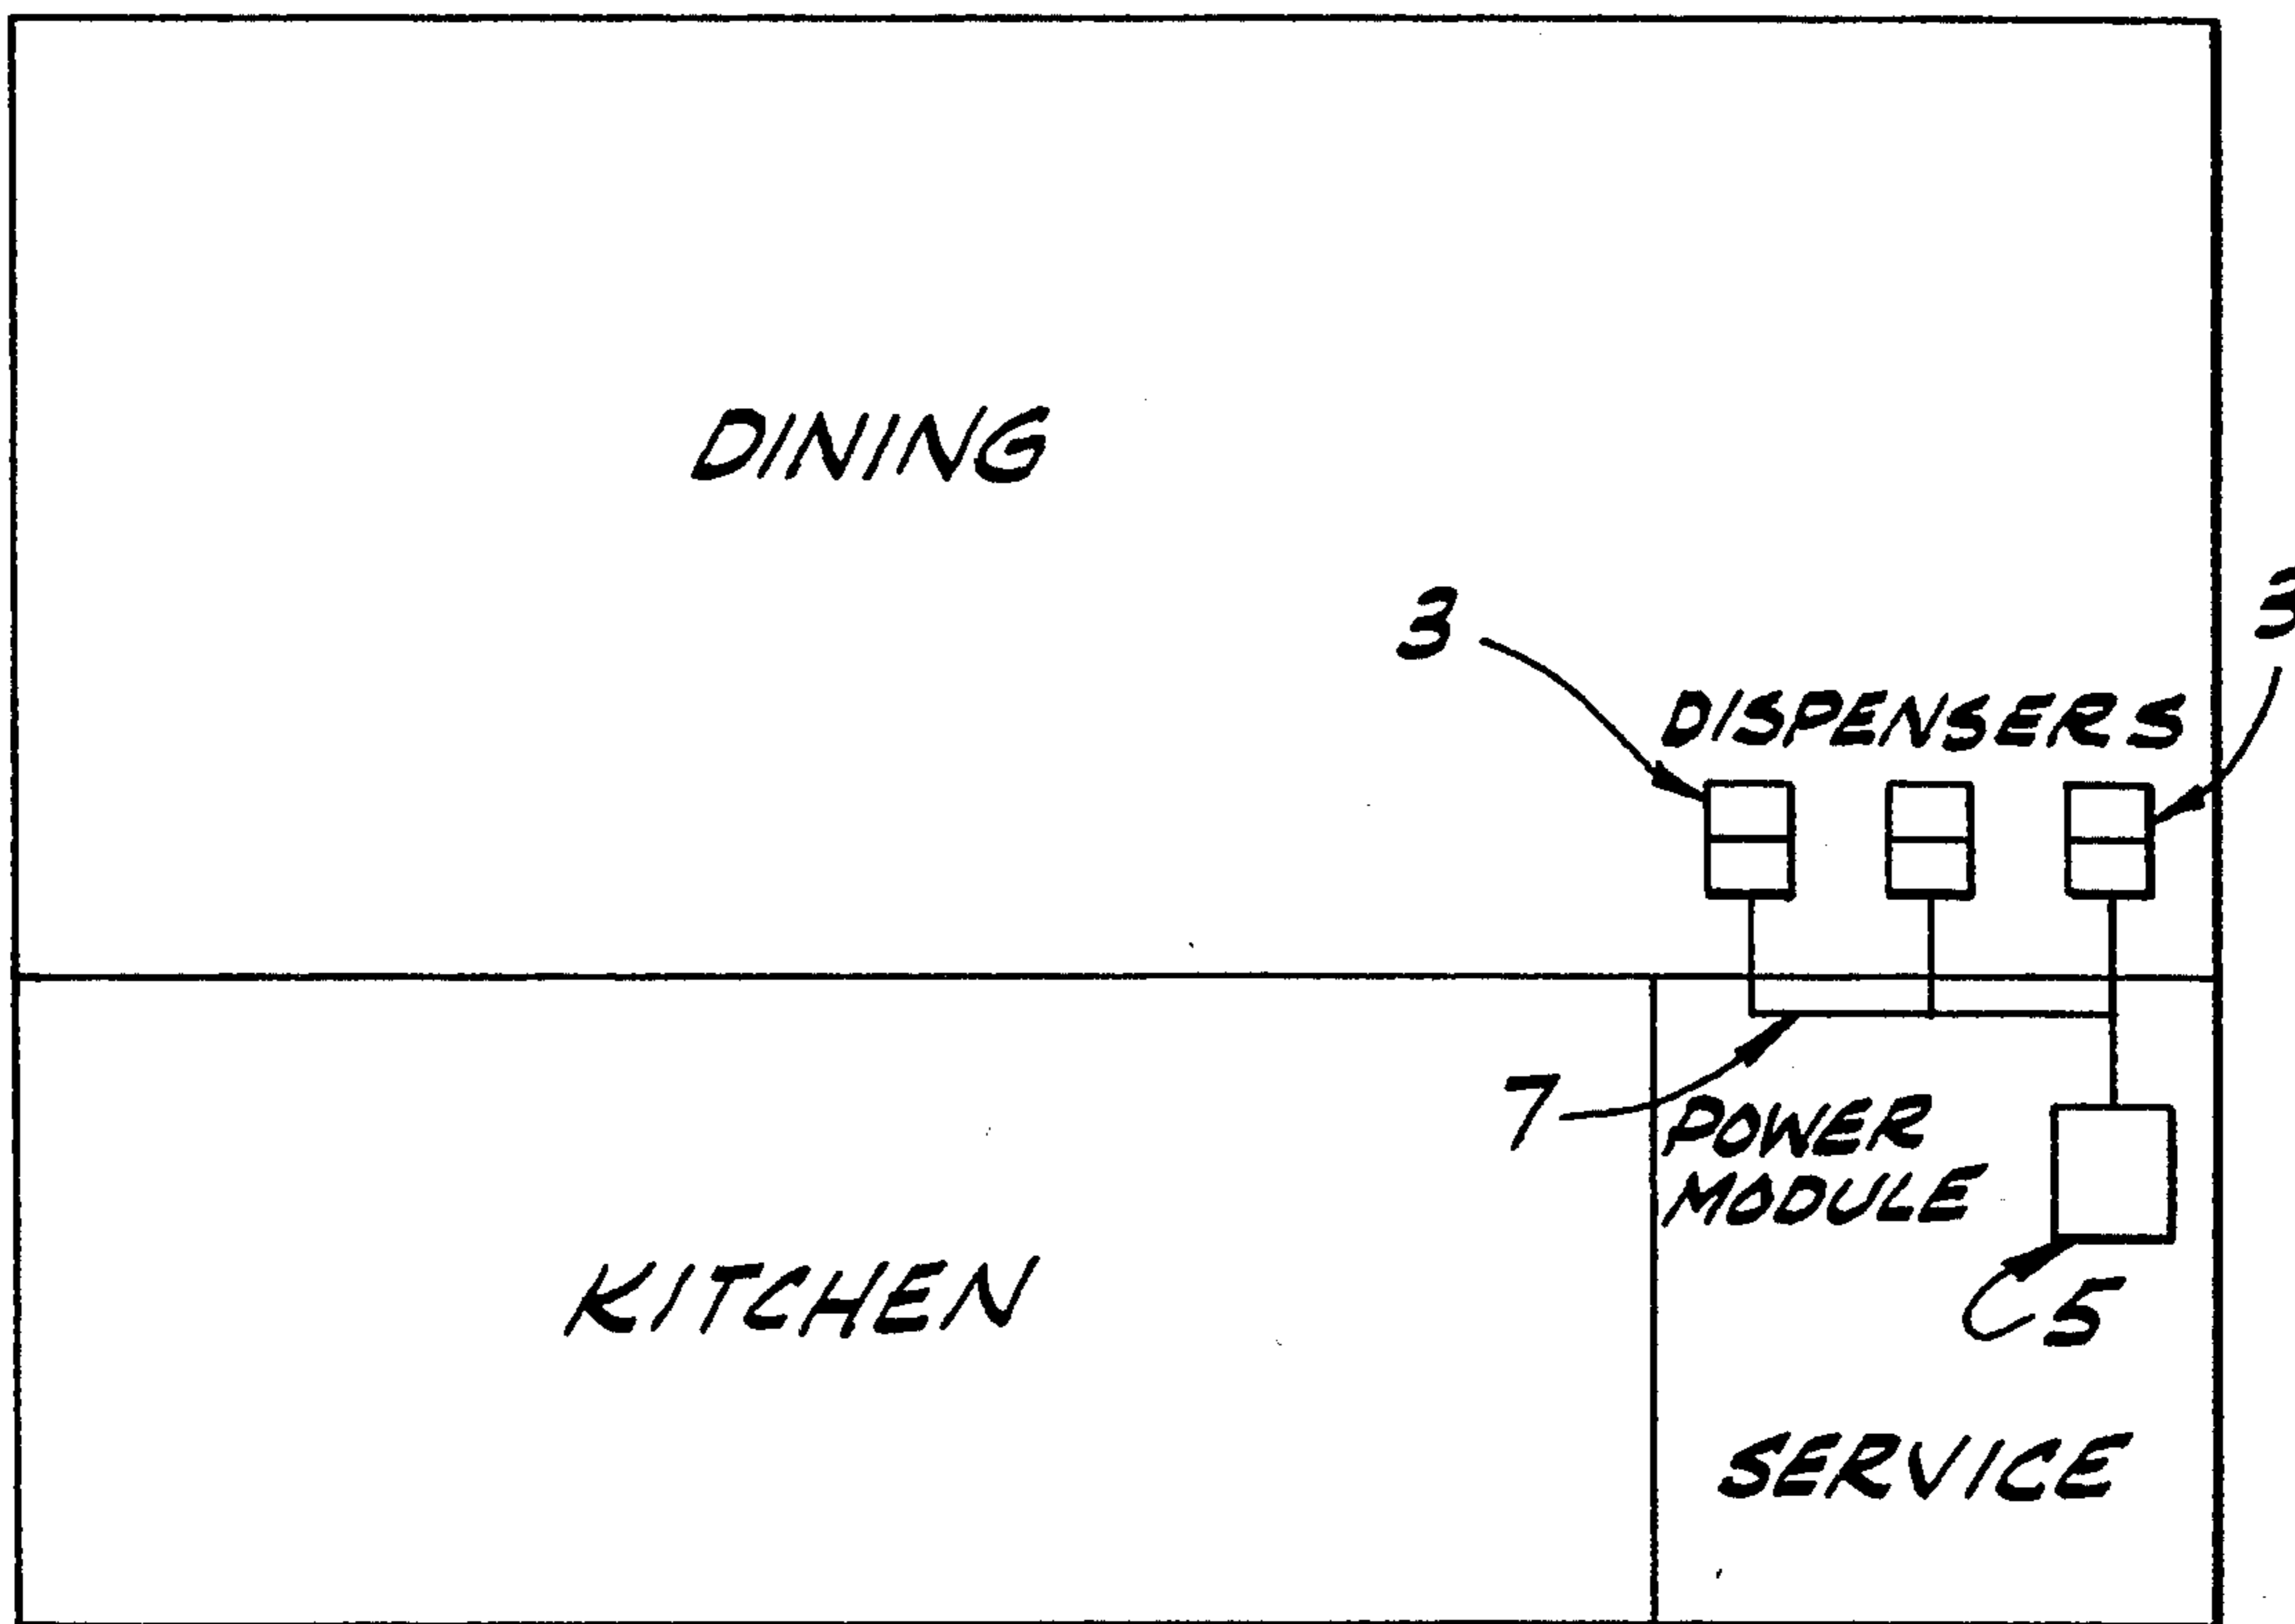 DINING
3
3
DISPENSERS
7
POWER
MODULE
5
KITCHEN
SERVICE